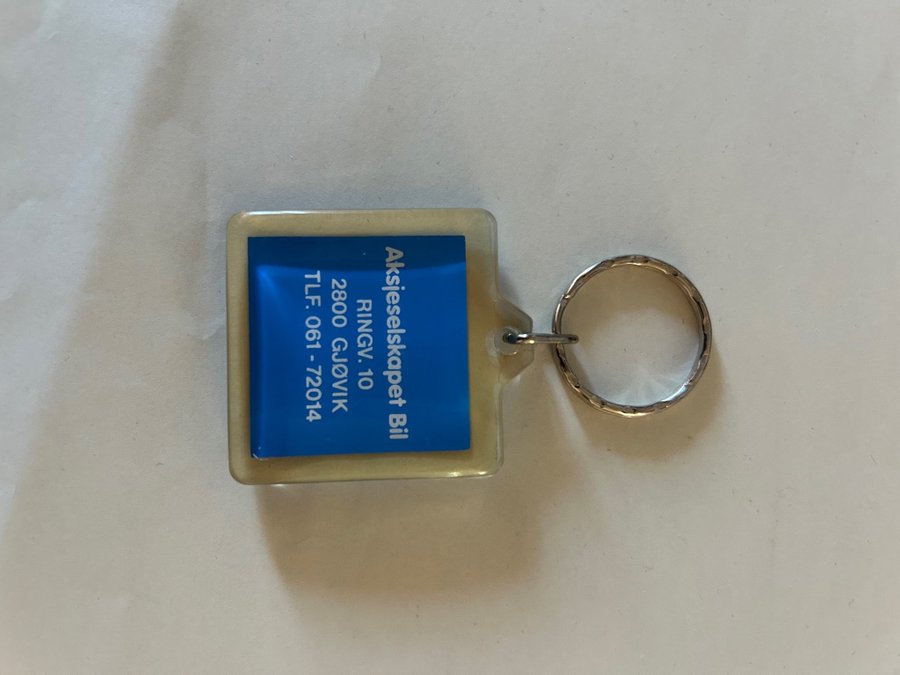 Aksjeselskapet Bil
RINGV. 10
2800 GJØVIK
TLF. 061 - 72014